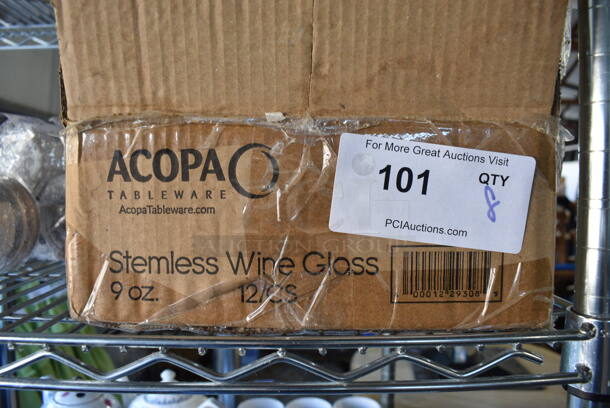 ACOPA
TABLEWARE
AcopaTableware.com
For More Great Auctions Visit
101
QTY
8
PCIAuctions.com
Stemless Wine Glass
9 oz. 12/CS